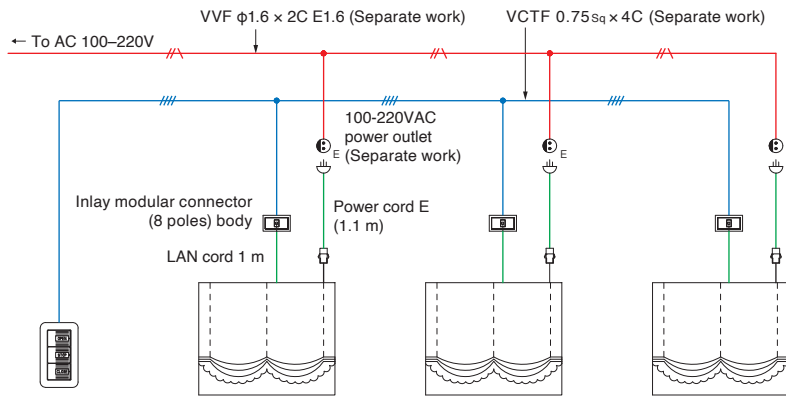 VVF φ1.6 × 2C E1.6 (Separate work)
VCTF 0.75Sq × 4C (Separate work)
← To AC 100–220V
100-220VAC
power outlet
(Separate work)
E
E
Inlay modular connector
(8 poles) body
Power cord E
(1.1 m)
LAN cord 1 m